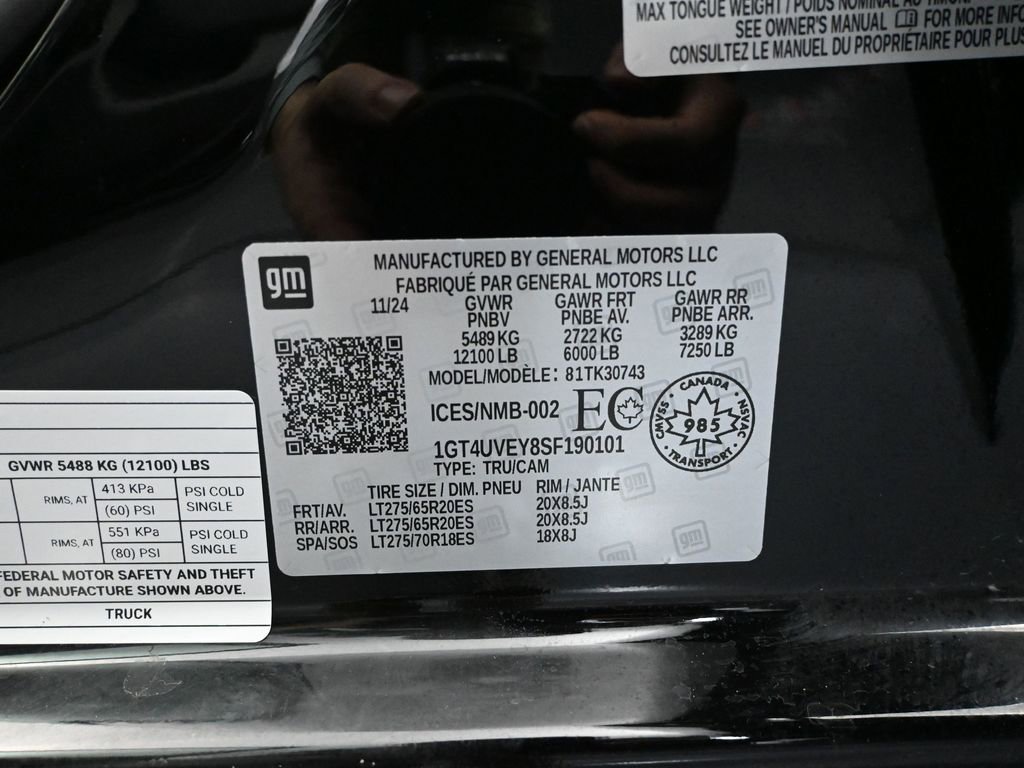 MAX TONGUE WEIGHT / POIDS NOMINAL AU TIMON
SEE OWNER'S MANUAL FOR MORE INFO
CONSULTEZ LE MANUEL DU PROPRIÉTAIRE POUR PLUS
gm
MANUFACTURED BY GENERAL MOTORS LLC
FABRIQUÉ PAR GENERAL MOTORS LLC
11/24 GVWR GAWR FRT GAWR RR
PNBV PNBE AV. PNBE ARR.
5489 KG 2722 KG 3289 KG
12100 LB 6000 LB 7250 LB
MODEL/MODÈLE: 81TK30743
ICES/NMB-002 EC
CANADA
CMVSS 985 NSVAC
TRANSPORT
1GT4UVEY8SF190101
TYPE: TRU/CAM
TIRE SIZE / DIM. PNEU RIM / JANTE
FRT/AV. LT275/65R20ES 20X8.5J
RR/ARR. LT275/65R20ES 20X8.5J
SPA/SOS LT275/70R18ES 18X8J
GVWR 5488 KG (12100) LBS
RIMS, AT 413 KPa PSI COLD
(60) PSI SINGLE
RIMS, AT 551 KPa PSI COLD
(80) PSI SINGLE
FEDERAL MOTOR SAFETY AND THEFT
OF MANUFACTURE SHOWN ABOVE.
TRUCK